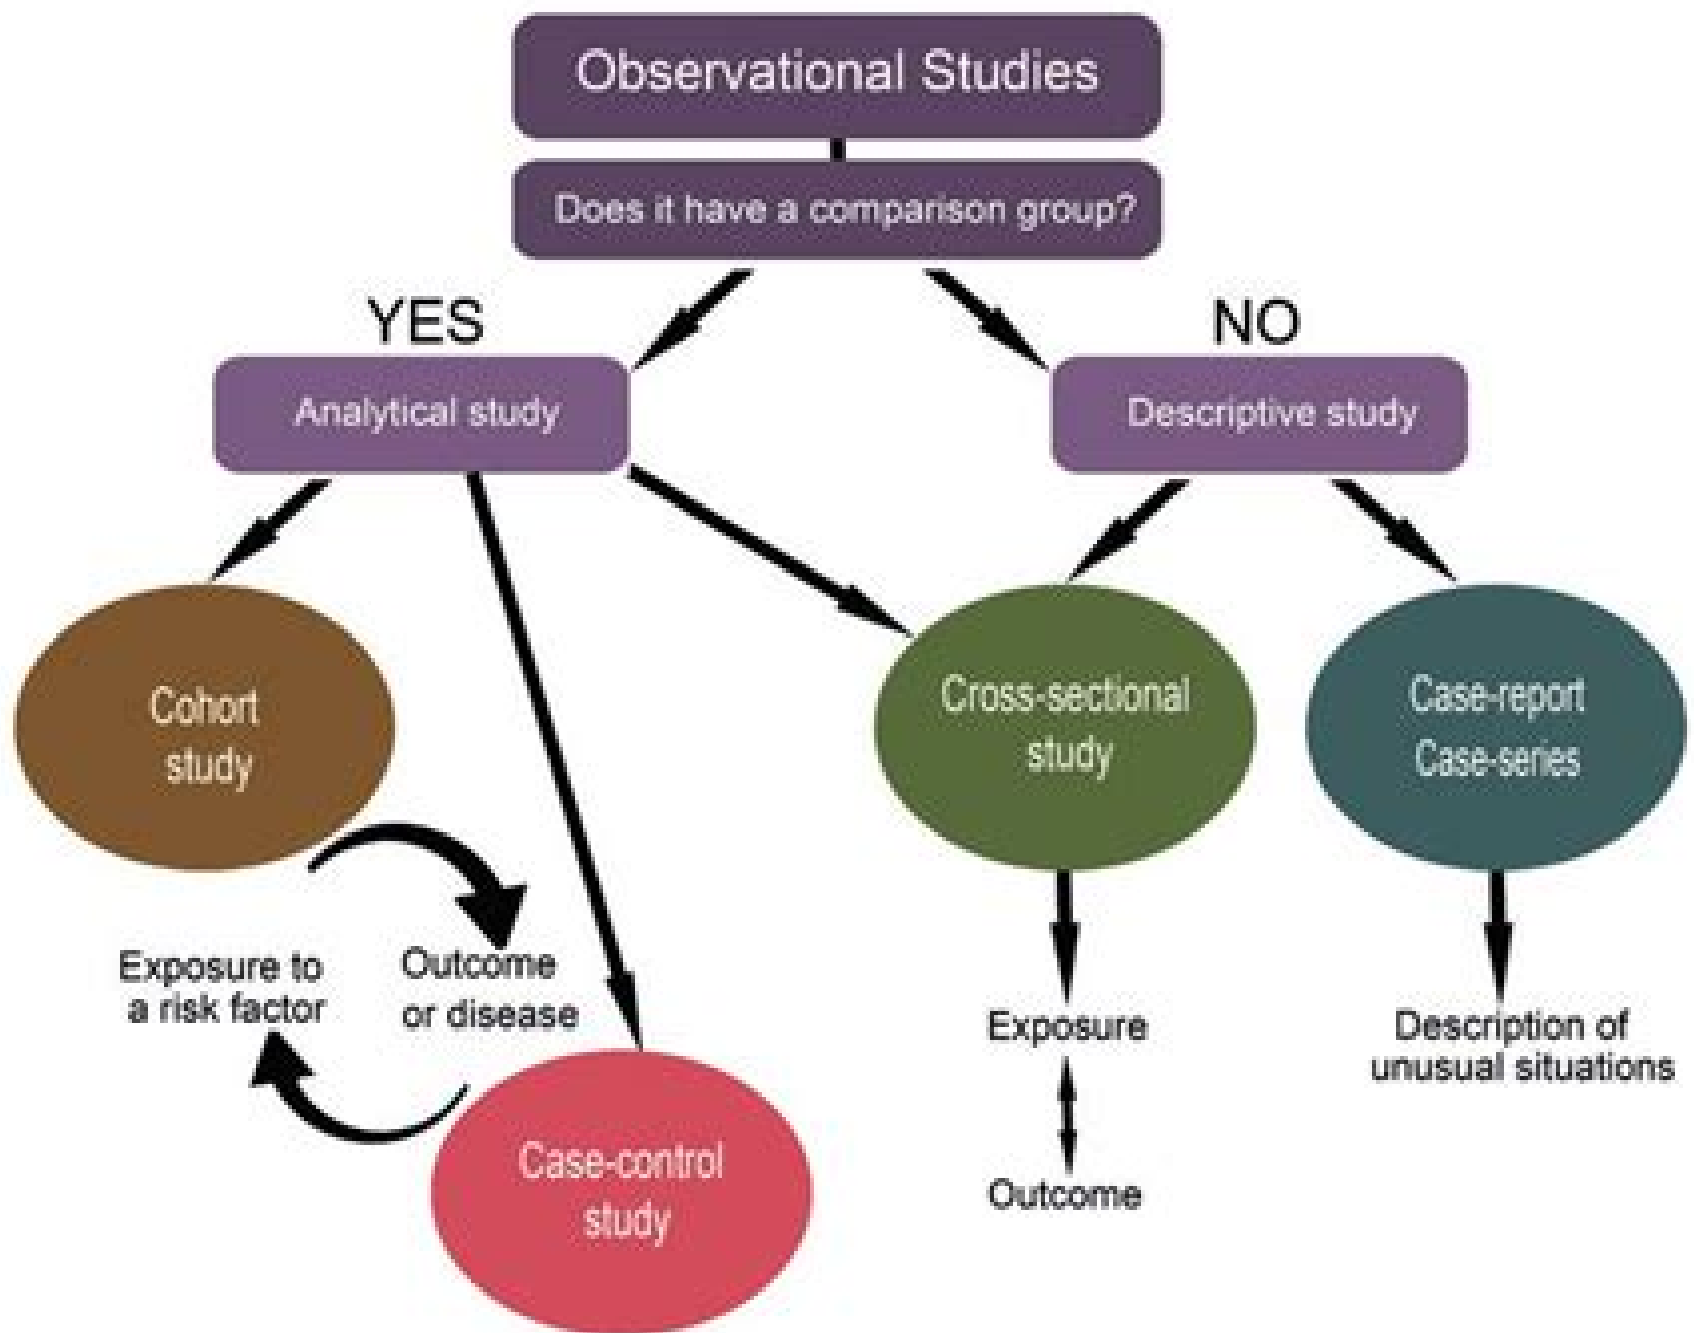 Observational Studies
Does it have a comparison group?
YES
NO
Analytical study
Descriptive study
Cohort
study
Cross-sectional
study
Case-report
Case-series
Exposure to
a risk factor
Outcome
or disease
Exposure
Outcome
Description of
unusual situations
Case-control
study